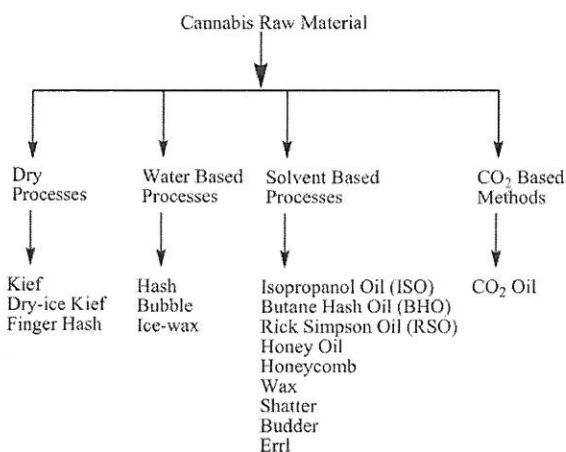 Cannabis Raw Material
Dry
Processes
Water Based
Processes
Solvent Based
Processes
CO₂ Based
Methods
Kief
Dry-ice Kief
Finger Hash
Hash
Bubble
Ice-wax
Isopropanol Oil (ISO)
Butane Hash Oil (BHO)
Rick Simpson Oil (RSO)
Honey Oil
Honeycomb
Wax
Shatter
Budder
Errl
CO₂ Oil